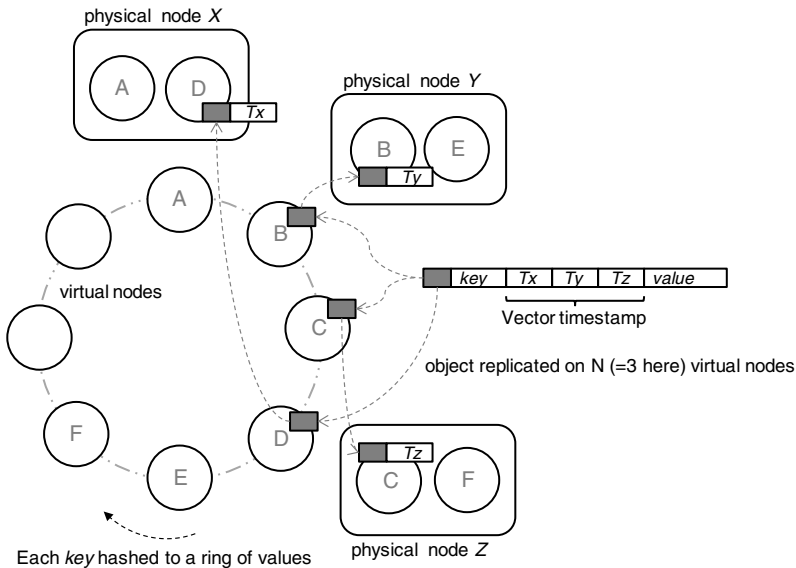 physical node X
A
D
Tx
physical node Y
B
E
Ty
A
B
virtual nodes
C
key Tx Ty Tz value
Vector timestamp
object replicated on N (=3 here) virtual nodes
F
D
E
Tz
C
F
physical node Z
Each key hashed to a ring of values